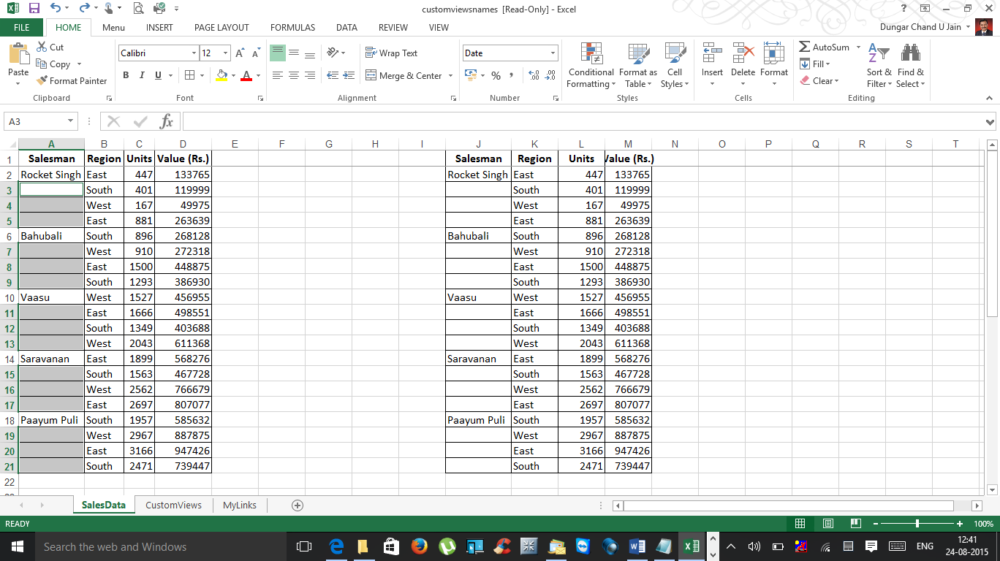 customviewsnames [Read-Only] - Excel
?
FILE HOME Menu INSERT PAGE LAYOUT FORMULAS DATA REVIEW VIEW Dungar Chand U Jain
Paste Cut Copy Format Painter
Clipboard
Calibri 12
B I U A
Font
Wrap Text
Merge & Center
Alignment
Date
%
Number
Conditional Formatting Format as Table Cell Styles
Styles
Insert Delete Format
Cells
AutoSum Fill Clear Sort & Filter Find & Select
Editing
A3 fx
A B C D E F G H I J K L M N O P Q R S T
1 Salesman Region Units Value (Rs.) Salesman Region Units Value (Rs.)
2 Rocket Singh East 447 133765 Rocket Singh East 447 133765
3 South 401 119999 South 401 119999
4 West 167 49975 West 167 49975
5 East 881 263639 East 881 263639
6 Bahubali South 896 268128 Bahubali South 896 268128
7 West 910 272318 West 910 272318
8 East 1500 448875 East 1500 448875
9 South 1293 386930 South 1293 386930
10 Vaasu West 1527 456955 Vaasu West 1527 456955
11 East 1666 498551 East 1666 498551
12 South 1349 403688 South 1349 403688
13 West 2043 611368 West 2043 611368
14 Saravanan East 1899 568276 Saravanan East 1899 568276
15 South 1563 467728 South 1563 467728
16 West 2562 766679 West 2562 766679
17 East 2697 807077 East 2697 807077
18 Paayum Puli South 1957 585632 Paayum Puli South 1957 585632
19 West 2967 887875 West 2967 887875
20 East 3166 947426 East 3166 947426
21 South 2471 739447 South 2471 739447
22
SalesData CustomViews MyLinks
READY 100%
Search the web and Windows ENG 12:41
24-08-2015